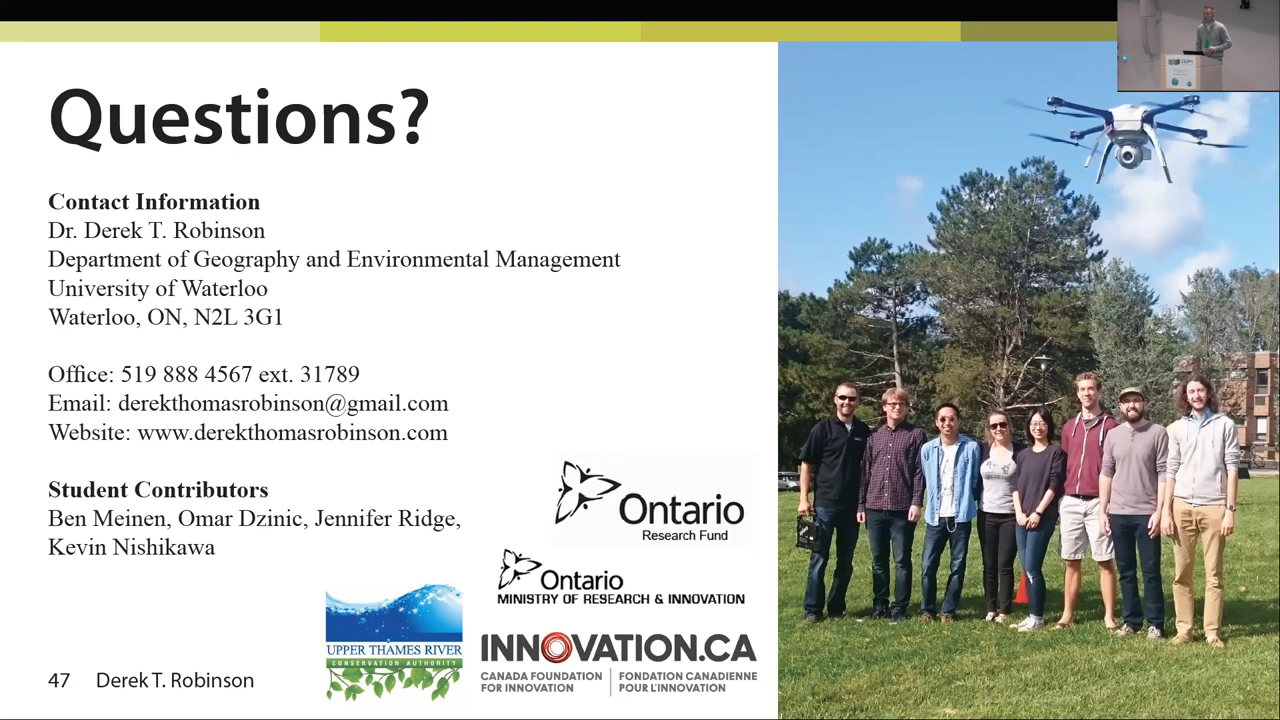 Questions?
Contact Information
Dr. Derek T. Robinson
Department of Geography and Environmental Management
University of Waterloo
Waterloo, ON, N2L 3G1
Office: 519 888 4567 ext. 31789
Email: derekthomasrobinson@gmail.com
Website: www.derekthomasrobinson.com
Student Contributors
Ben Meinen, Omar Dzinic, Jennifer Ridge,
Kevin Nishikawa
Ontario
Research Fund
Ontario
MINISTRY OF RESEARCH & INNOVATION
UPPER THAMES RIVER
CONSERVATION AUTHORITY
INNOVATION.CA
CANADA FOUNDATION
FOR INNOVATION
FONDATION CANADIENNE
POUR L'INNOVATION
47 Derek T. Robinson